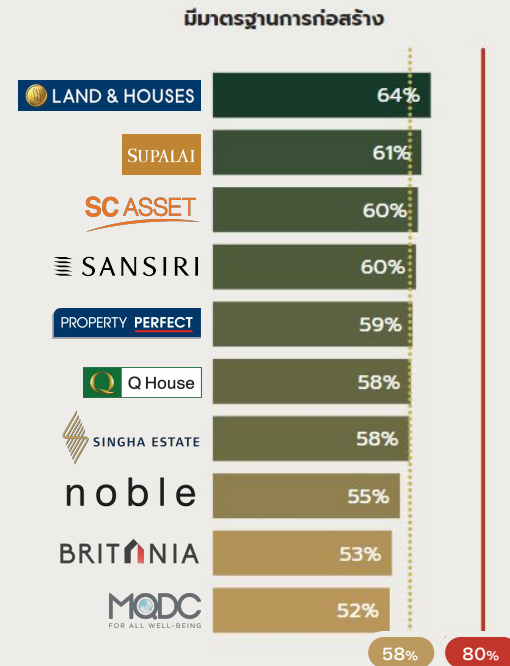 มีมาตรฐานการก่อสร้าง
LAND & HOUSES 64%
SUPALAI 61%
SC ASSET 60%
SANSIRI 60%
PROPERTY PERFECT 59%
Q Q House 58%
SINGHA ESTATE 58%
noble 55%
BRITANIA 53%
MQDC 52%
FOR ALL WELL-BEING
58% 80%